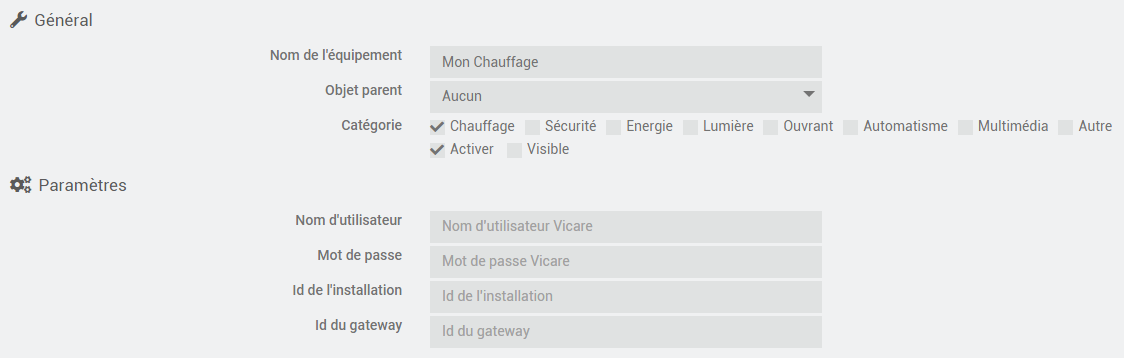 Général
Nom de l'équipement Mon Chauffage
Objet parent Aucun
Catégorie Chauffage Sécurité Energie Lumière Ouvrant Automatisme Multimédia Autre
Activer Visible
Paramètres
Nom d'utilisateur Nom d'utilisateur Vicare
Mot de passe Mot de passe Vicare
Id de l'installation Id de l'installation
Id du gateway Id du gateway